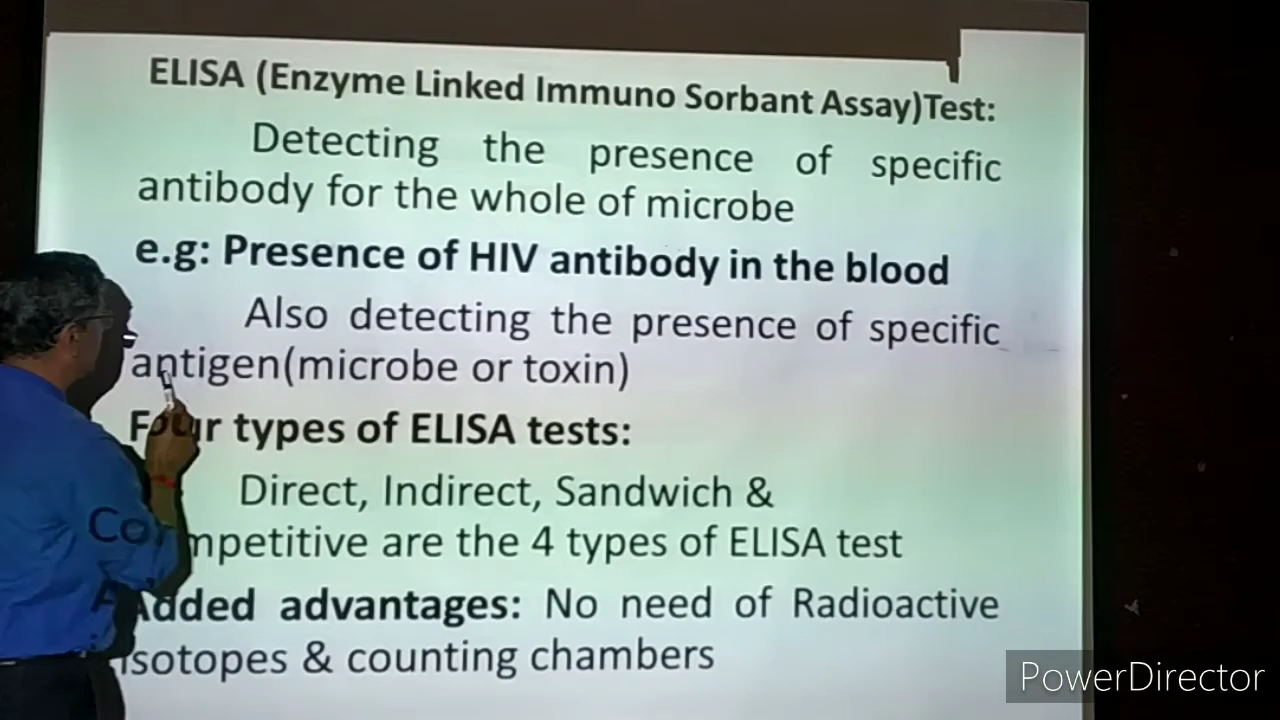 ELISA (Enzyme Linked Immuno Sorbant Assay)Test:
Detecting the presence of specific
antibody for the whole of microbe
e.g: Presence of HIV antibody in the blood
Also detecting the presence of specific
antigen(microbe or toxin)
Four types of ELISA tests:
Direct, Indirect, Sandwich &
Competitive are the 4 types of ELISA test
Added advantages: No need of Radioactive
isotopes & counting chambers
PowerDirector